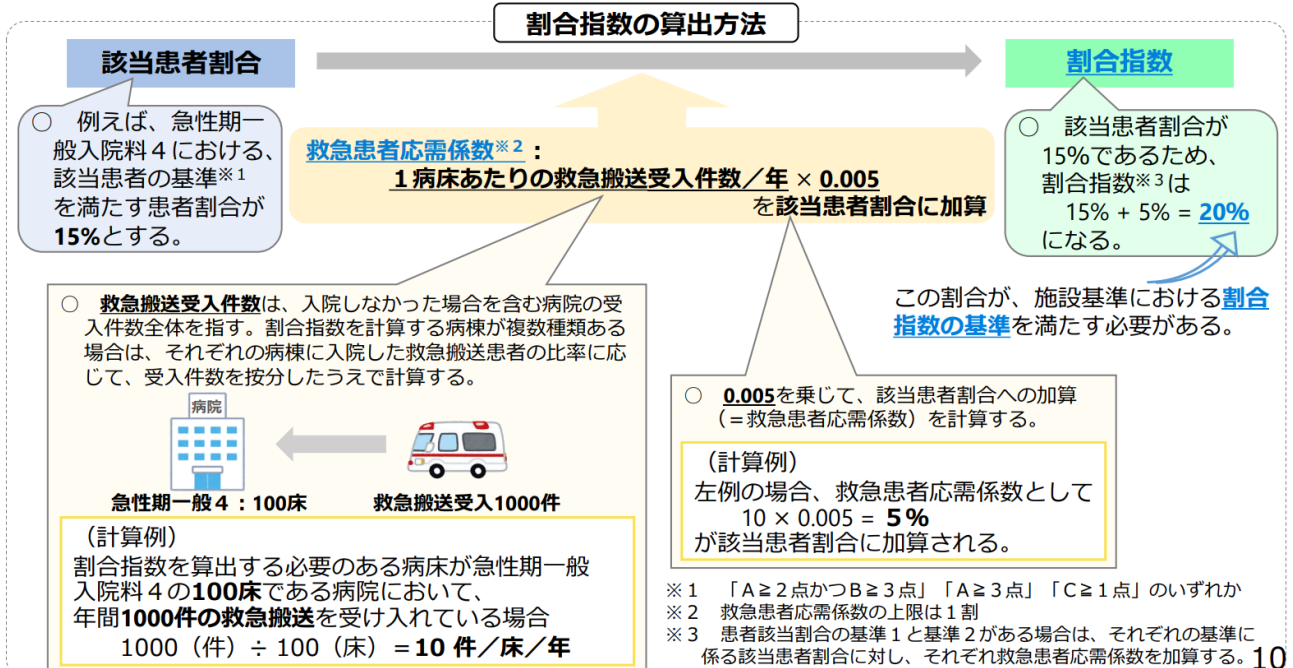 割合指数の算出方法
該当患者割合
割合指数
○　例えば、急性期一
般入院料４における、
該当患者の基準※1
を満たす患者割合が
15%とする。
救急患者応需係数※2：
１病床あたりの救急搬送受入件数／年 × 0.005
を該当患者割合に加算
○　該当患者割合が
15%であるため、
割合指数※3は
15% + 5% = 20%
になる。
この割合が、施設基準における割合
指数の基準を満たす必要がある。
○　救急搬送受入件数は、入院しなかった場合を含む病院の受
入件数全体を指す。割合指数を計算する病棟が複数種類ある
場合は、それぞれの病棟に入院した救急搬送患者の比率に応
じて、受入件数を按分したうえで計算する。
病院
急性期一般４：100床
救急搬送受入1000件
（計算例）
割合指数を算出する必要のある病床が急性期一般
入院料４の100床である病院において、
年間1000件の救急搬送を受け入れている場合
1000（件）÷ 100（床）＝10 件／床／年
○　0.005を乗じて、該当患者割合への加算
（＝救急患者応需係数）を計算する。
（計算例）
左例の場合、救急患者応需係数として
10 × 0.005 = ５%
が該当患者割合に加算される。
※１　「Ａ≧２点かつＢ≧３点」「Ａ≧３点」「Ｃ≧１点」のいずれか
※２　救急患者応需係数の上限は１割
※３　患者該当割合の基準１と基準２がある場合は、それぞれの基準に
係る該当患者割合に対し、それぞれ救急患者応需係数を加算する。
10